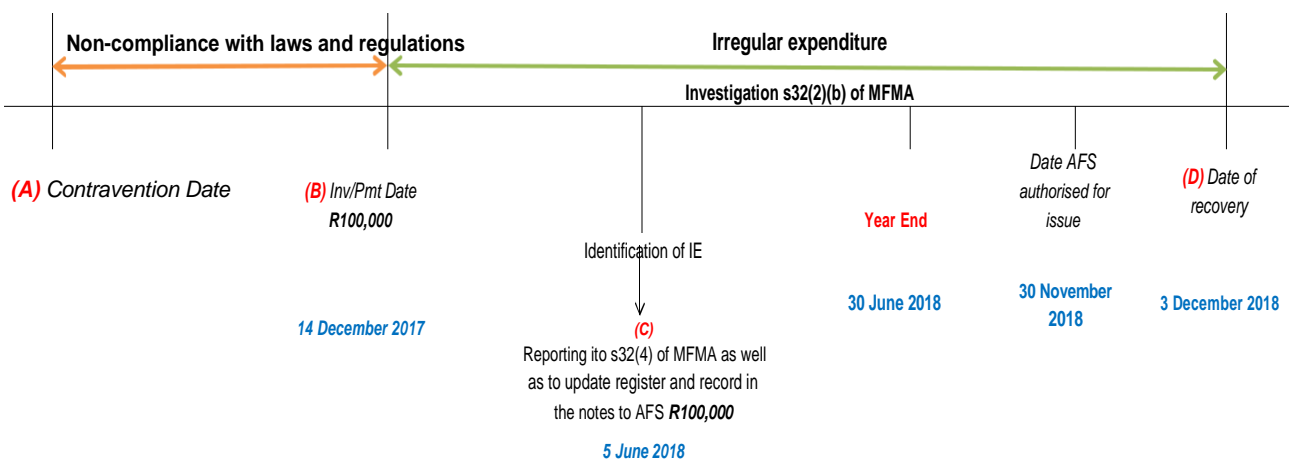 Non-compliance with laws and regulations
Irregular expenditure
Investigation s32(2)(b) of MFMA
(A) Contravention Date
(B) Inv/Pmt Date
R100,000
14 December 2017
Identification of IE
(C)
Reporting ito s32(4) of MFMA as well
as to update register and record in
the notes to AFS R100,000
5 June 2018
Year End
30 June 2018
Date AFS
authorised for
issue
30 November
2018
(D) Date of
recovery
3 December 2018